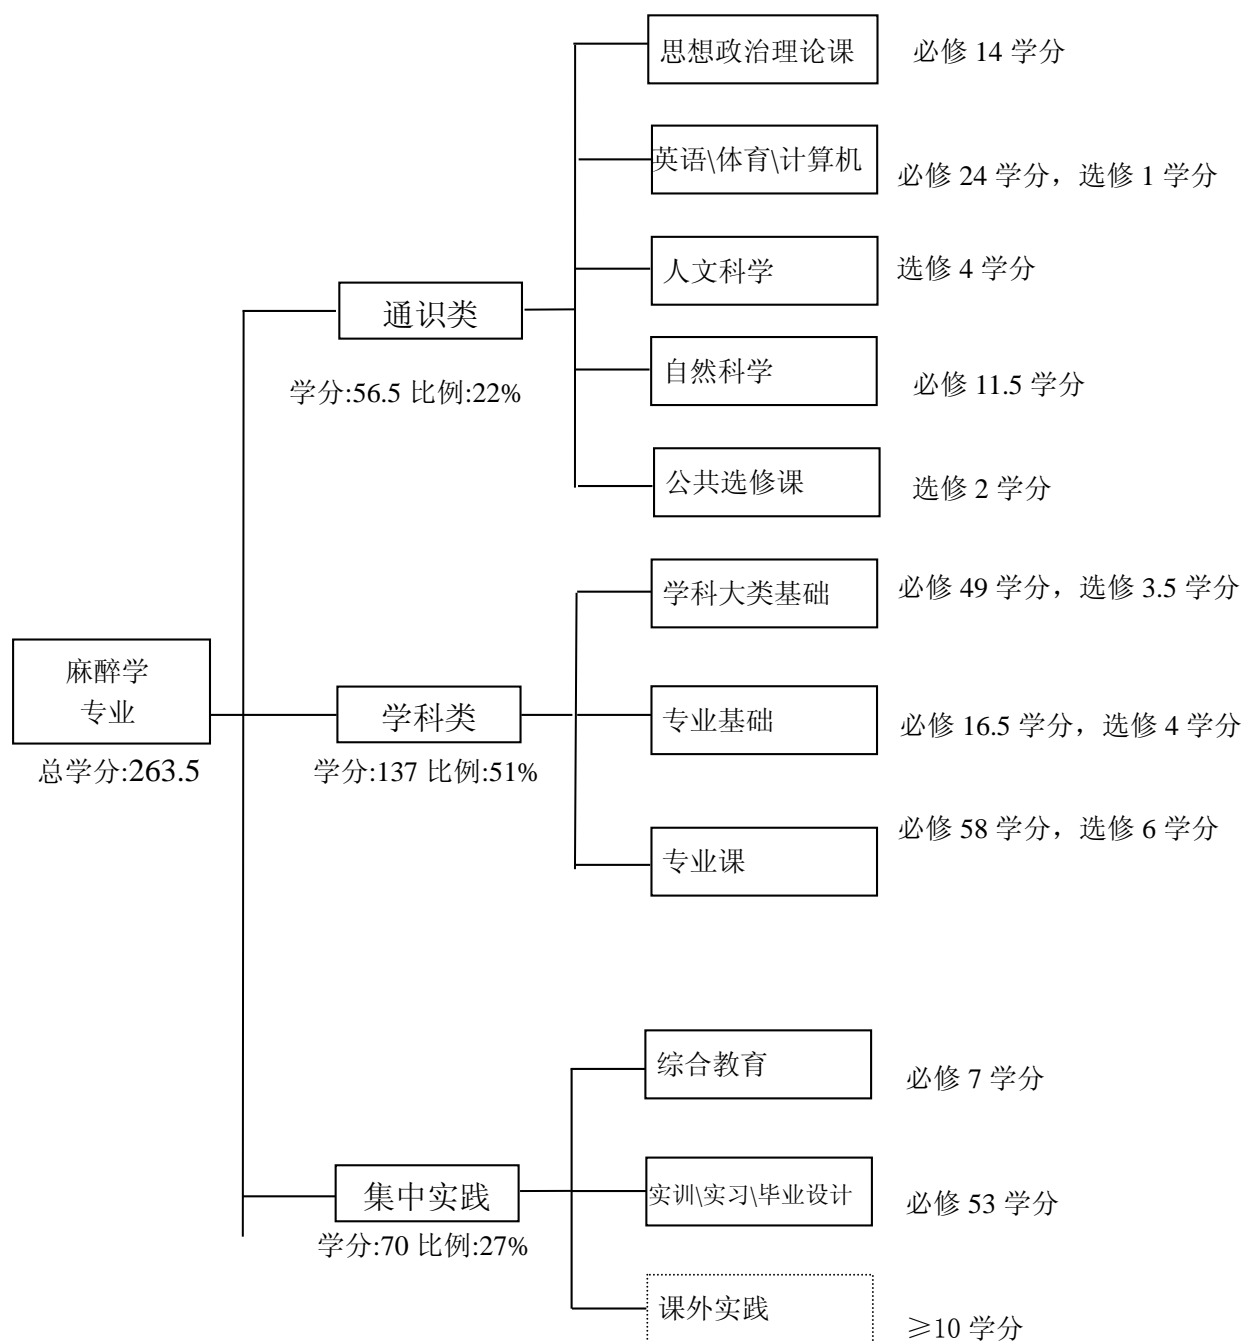 思想政治理论课 必修 14 学分
英语\体育\计算机 必修 24 学分，选修 1 学分
人文科学 选修 4 学分
通识类
自然科学 必修 11.5 学分
学分:56.5 比例:22%
公共选修课 选修 2 学分
学科大类基础 必修 49 学分，选修 3.5 学分
麻醉学
专业
总学分:263.5
学科类
学分:137 比例:51%
专业基础 必修 16.5 学分，选修 4 学分
专业课 必修 58 学分，选修 6 学分
综合教育 必修 7 学分
集中实践
学分:70 比例:27%
实训\实习\毕业设计 必修 53 学分
课外实践 ≥10 学分